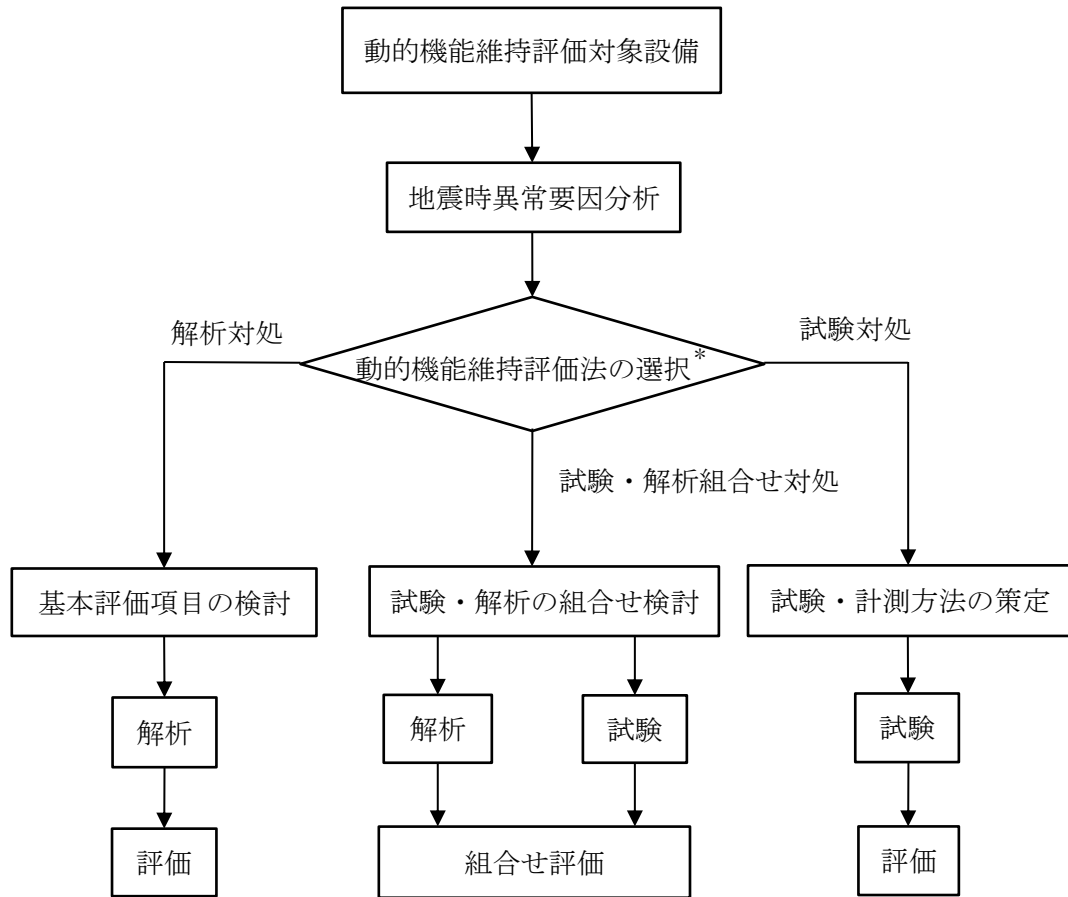 動的機能維持評価対象設備
地震時異常要因分析
解析対処
試験対処
動的機能維持評価法の選択*
試験・解析組合せ対処
基本評価項目の検討
試験・解析の組合せ検討
試験・計測方法の策定
解析
解析
試験
試験
評価
組合せ評価
評価